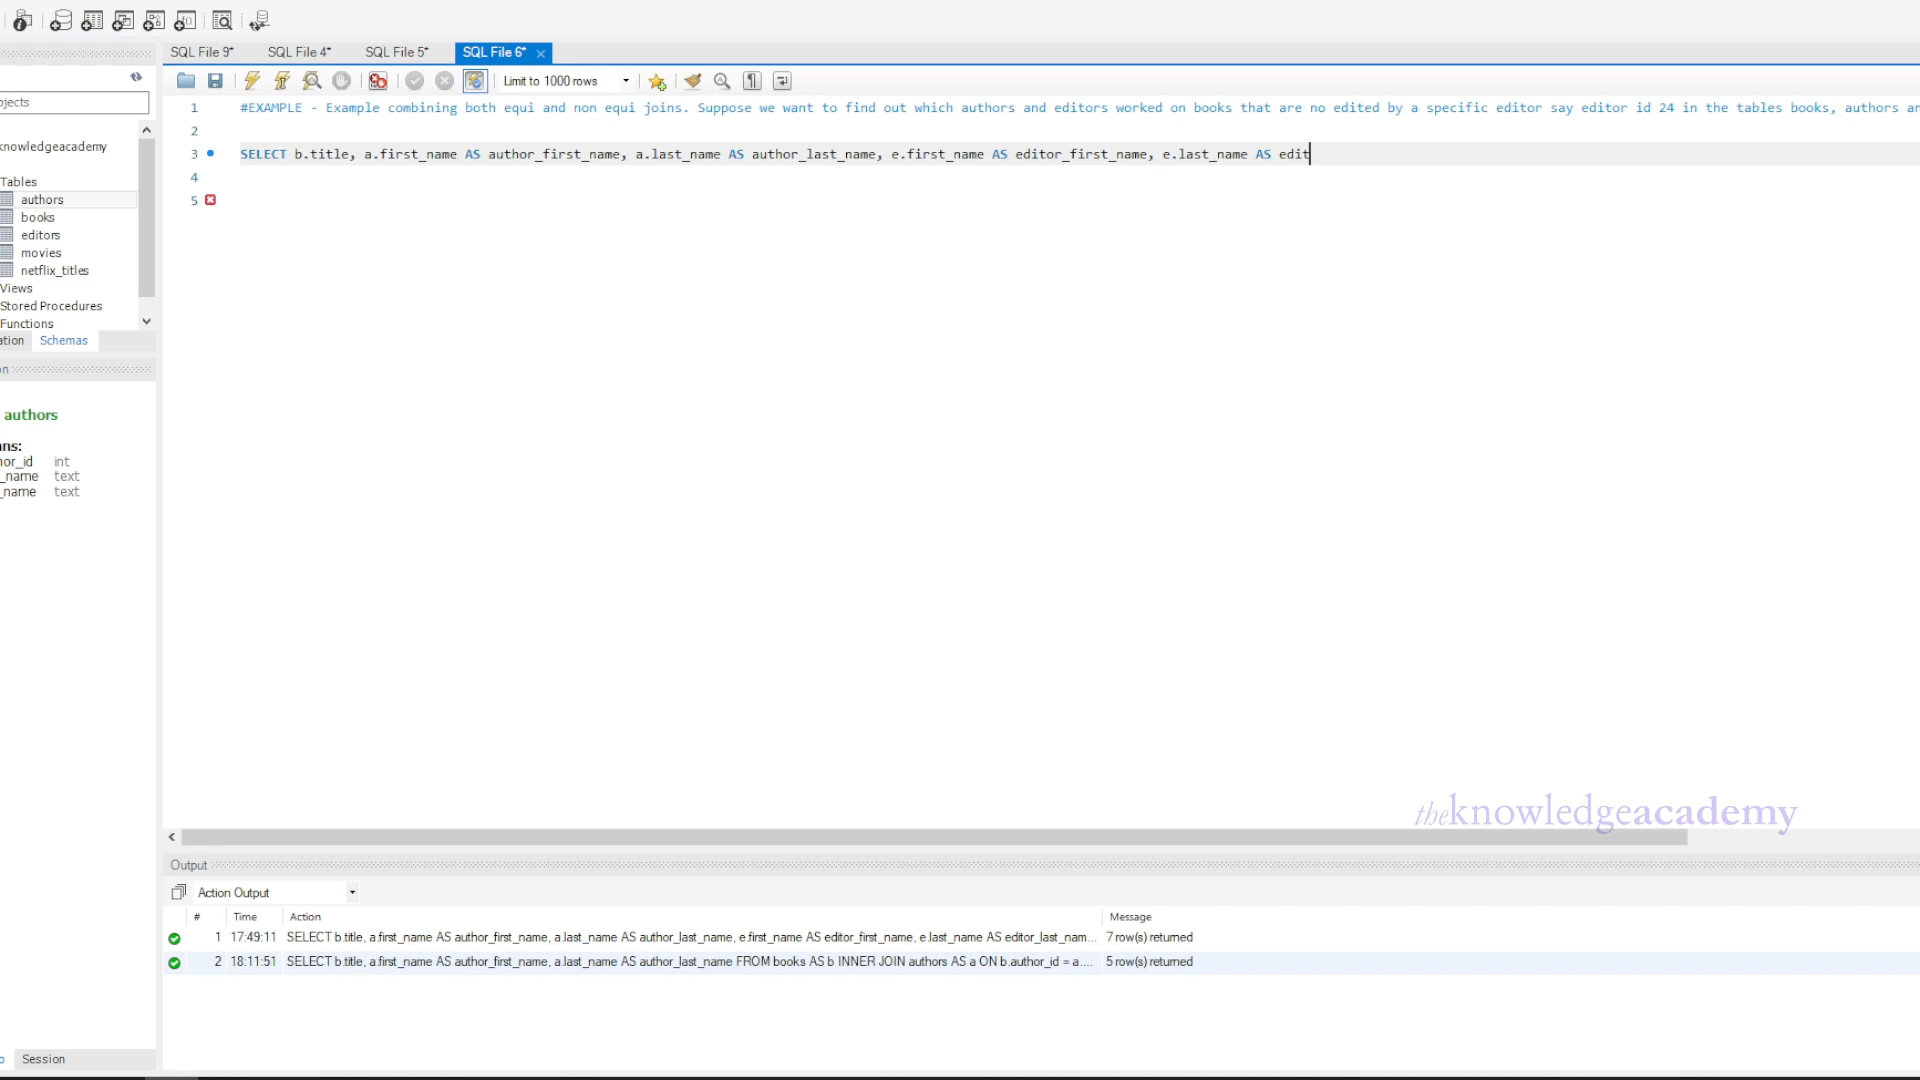 SQL File 9* SQL File 4* SQL File 5* SQL File 6*
Limit to 1000 rows
1 #EXAMPLE - Example combining both equi and non equi joins. Suppose we want to find out which authors and editors worked on books that are no edited by a specific editor say editor id 24 in the tables books, authors ar
2
3 SELECT b.title, a.first_name AS author_first_name, a.last_name AS author_last_name, e.first_name AS editor_first_name, e.last_name AS edit
4
5
bjects
knowledgeacademy
Tables
authors
books
editors
movies
netflix_titles
Views
Stored Procedures
Functions
ation Schemas
on
authors
ns:
nor_id int
_name text
_name text
theknowledgeacademy
Output
Action Output
# Time Action Message
1 17:49:11 SELECT b.title, a.first_name AS author_first_name, a.last_name AS author_last_name, e.first_name AS editor_first_name, e.last_name AS editor_last_nam... 7 row(s) returned
2 18:11:51 SELECT b.title, a.first_name AS author_first_name, a.last_name AS author_last_name FROM books AS b INNER JOIN authors AS a ON b.author_id = a.... 5 row(s) returned
o Session